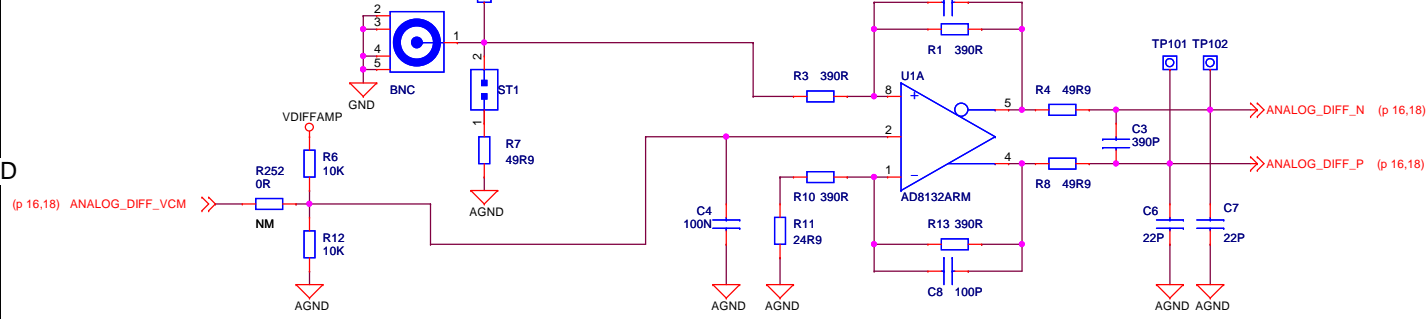 2
3
4
5
1
GND
BNC
2
ST1
1
R7
49R9
AGND
VDIFFAMP
R6
10K
D
R252
0R
(p 16,18) ANALOG_DIFF_VCM
NM
R12
10K
AGND
C4
100N
AGND
R1 390R
R3 390R
U1A
8
+
5
2
4
1
−
AD8132ARM
R10 390R
R11
24R9
AGND
R13 390R
C8 100P
R4 49R9
R8 49R9
C3
390P
TP101 TP102
ANALOG_DIFF_N (p 16,18)
ANALOG_DIFF_P (p 16,18)
C6
22P
C7
22P
AGND AGND